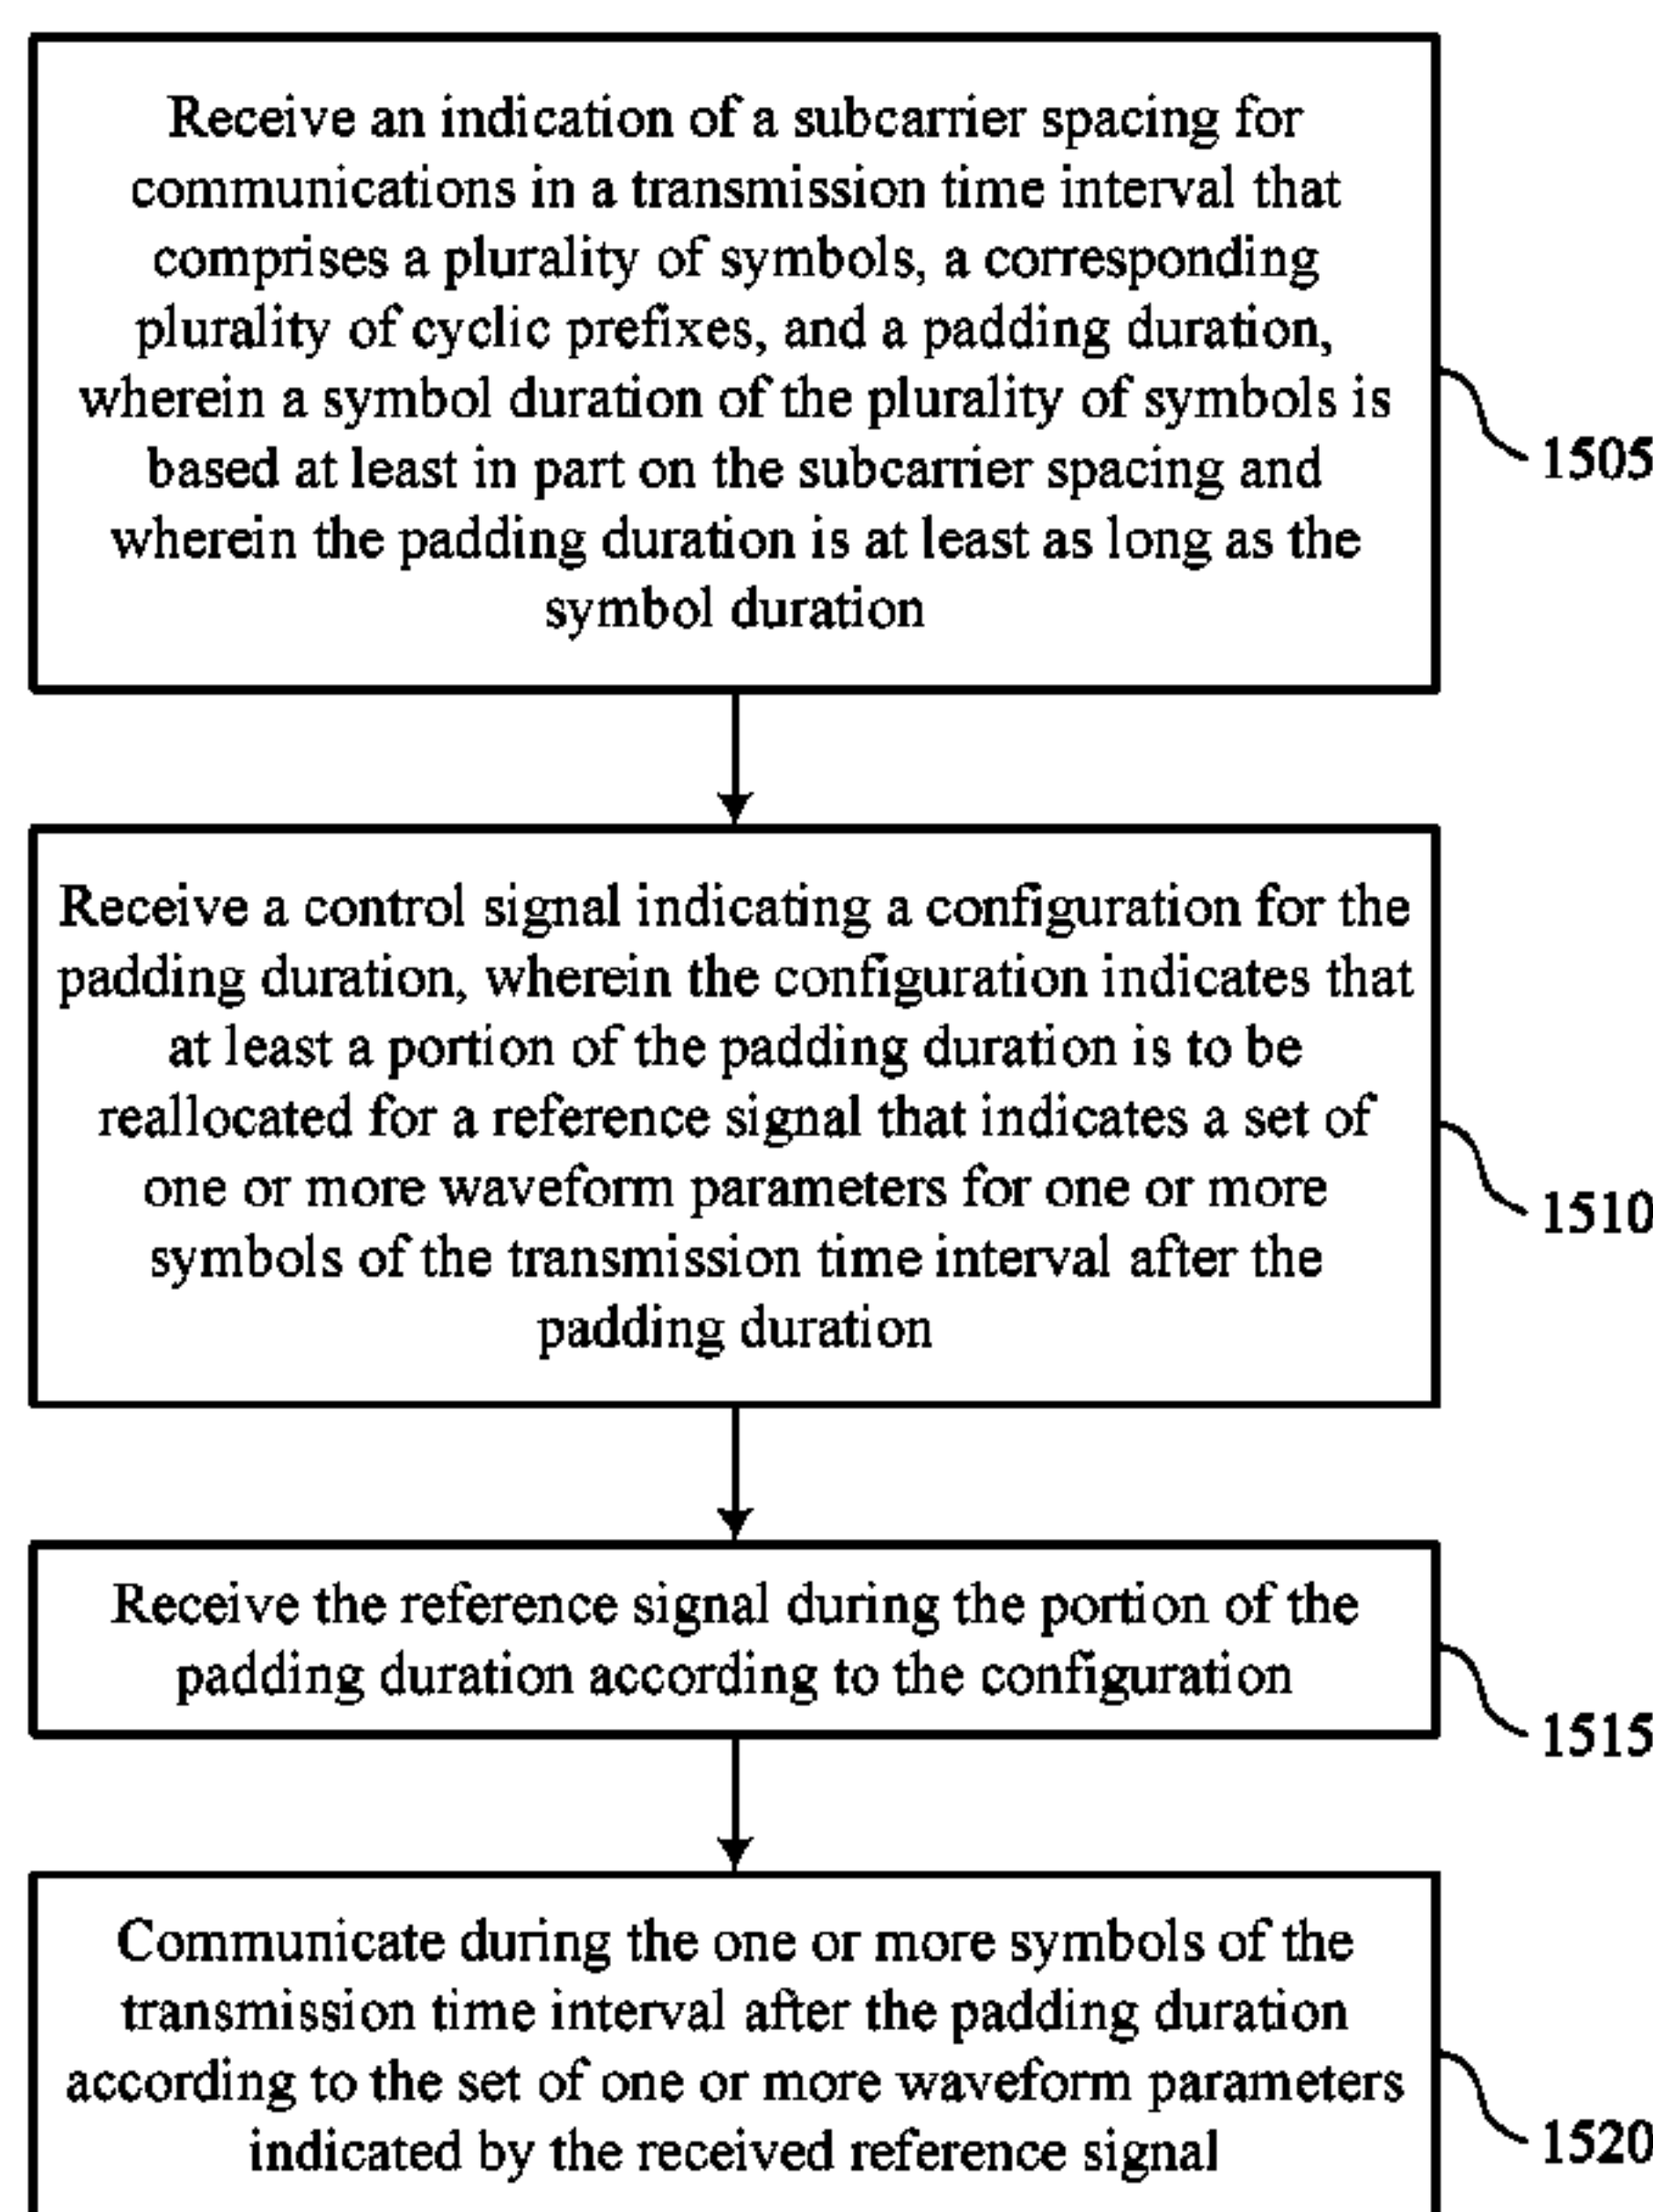 Receive an indication of a subcarrier spacing for
communications in a transmission time interval that
comprises a plurality of symbols, a corresponding
plurality of cyclic prefixes, and a padding duration,
wherein a symbol duration of the plurality of symbols is
based at least in part on the subcarrier spacing and
wherein the padding duration is at least as long as the
symbol duration
1505
Receive a control signal indicating a configuration for the
padding duration, wherein the configuration indicates that
at least a portion of the padding duration is to be
reallocated for a reference signal that indicates a set of
one or more waveform parameters for one or more
symbols of the transmission time interval after the
padding duration
1510
Receive the reference signal during the portion of the
padding duration according to the configuration
1515
Communicate during the one or more symbols of the
transmission time interval after the padding duration
according to the set of one or more waveform parameters
indicated by the received reference signal
1520